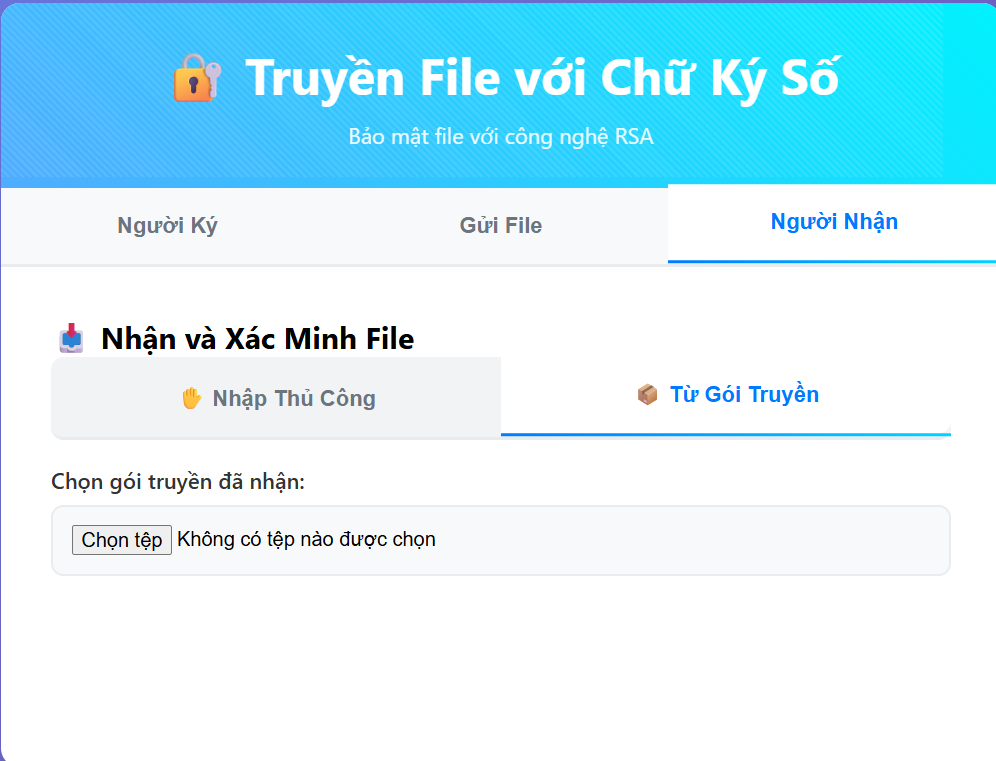 Truyền File với Chữ Ký Số
Bảo mật file với công nghệ RSA
Người Ký
Gửi File
Người Nhận
Nhận và Xác Minh File
Nhập Thủ Công
Từ Gói Truyền
Chọn gói truyền đã nhận:
Chọn tệp Không có tệp nào được chọn